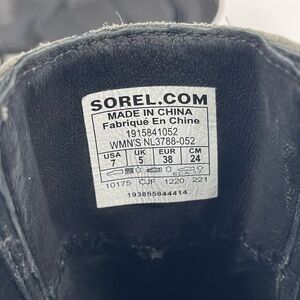 SOREL.COM
MADE IN CHINA
Fabriqué En Chine
1915841052
WMN'S NL3788-052
USA UK EUR CM
7 5 38 24
10175 CJF 1220 221
193855844414